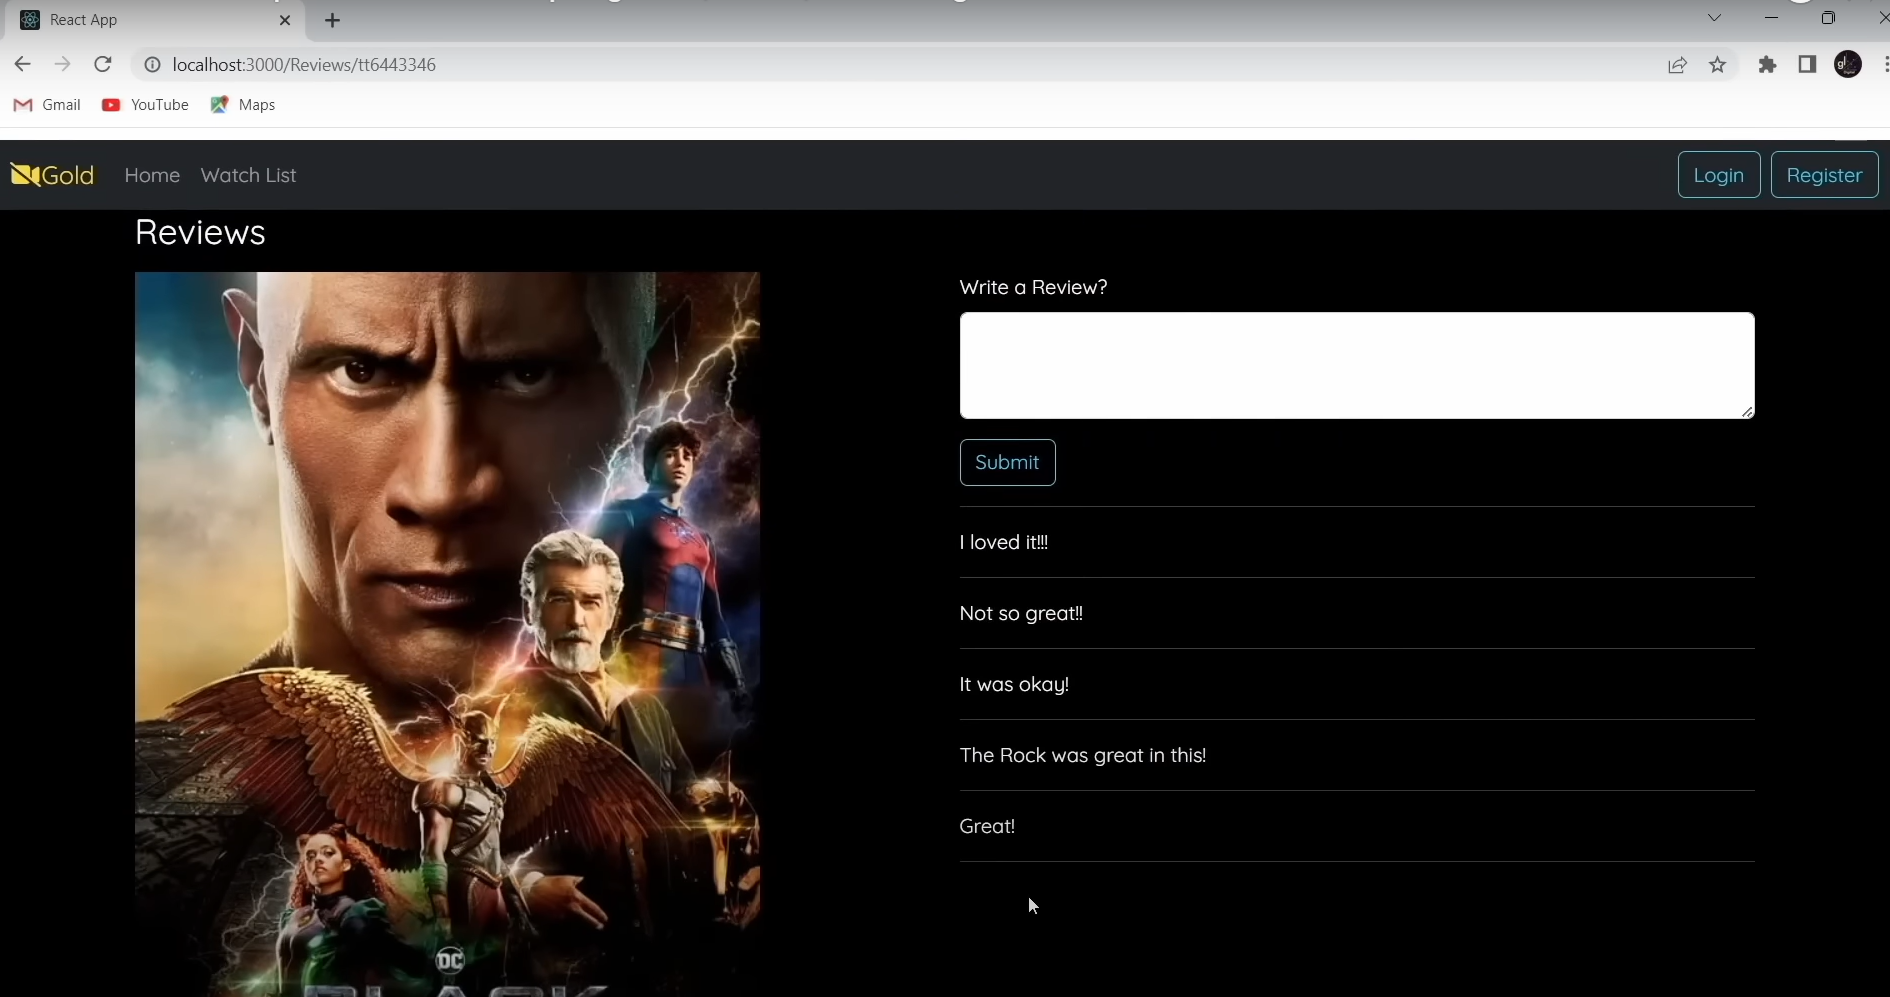 React App
localhost:3000/Reviews/tt6443346
Gmail YouTube Maps
Gold Home Watch List Login Register
Reviews
Write a Review?
Submit
I loved it!!!
Not so great!!
It was okay!
The Rock was great in this!
Great!
DC
BLACK